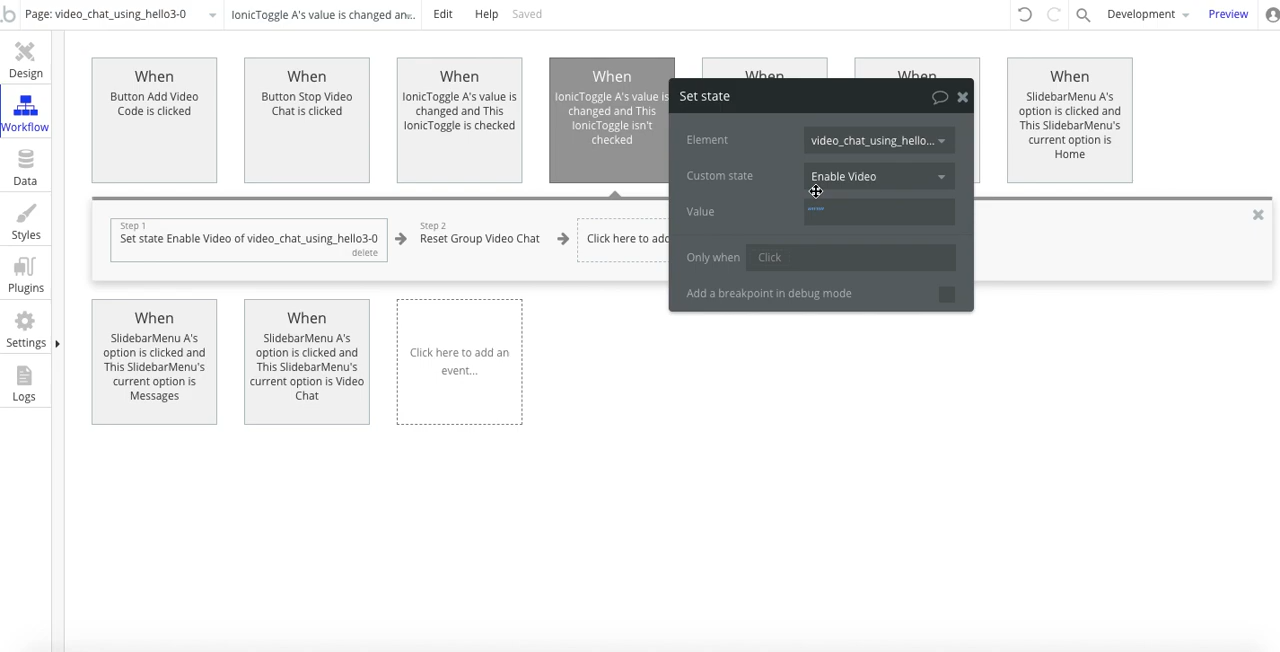 Page: video_chat_using_hello3-0
IonicToggle A's value is changed an...
Edit
Help
Saved
Development
Preview
Design
Workflow
Data
Styles
Plugins
Settings
Logs
When
Button Add Video
Code is clicked
When
Button Stop Video
Chat is clicked
When
IonicToggle A's value is
changed and This
IonicToggle is checked
When
IonicToggle A's value is
changed and This
IonicToggle isn't
checked
When
When
When
SlidebarMenu A's
option is clicked and
This SlidebarMenu's
current option is
Home
Set state
Element
video_chat_using_hello...
Custom state
Enable Video
Value
Only when
Click
Add a breakpoint in debug mode
Step 1
Set state Enable Video of video_chat_using_hello3-0
delete
Step 2
Reset Group Video Chat
Click here to add
When
SlidebarMenu A's
option is clicked and
This SlidebarMenu's
current option is
Messages
When
SlidebarMenu A's
option is clicked and
This SlidebarMenu's
current option is Video
Chat
Click here to add an
event...